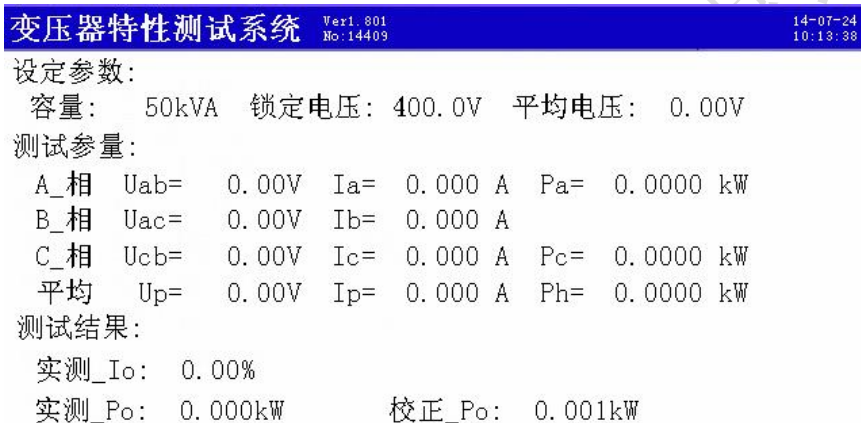 变压器特性测试系统 Ver1.801 14-07-24
No:14409 10:13:38
设定参数:
容量: 50kVA 锁定电压: 400.0V 平均电压: 0.00V
测试参量:
A_相 Uab= 0.00V Ia= 0.000 A Pa= 0.0000 kW
B_相 Uac= 0.00V Ib= 0.000 A
C_相 Ucb= 0.00V Ic= 0.000 A Pc= 0.0000 kW
平均 Up= 0.00V Ip= 0.000 A Ph= 0.0000 kW
测试结果:
实测_Io: 0.00%
实测_Po: 0.000kW 校正_Po: 0.001kW